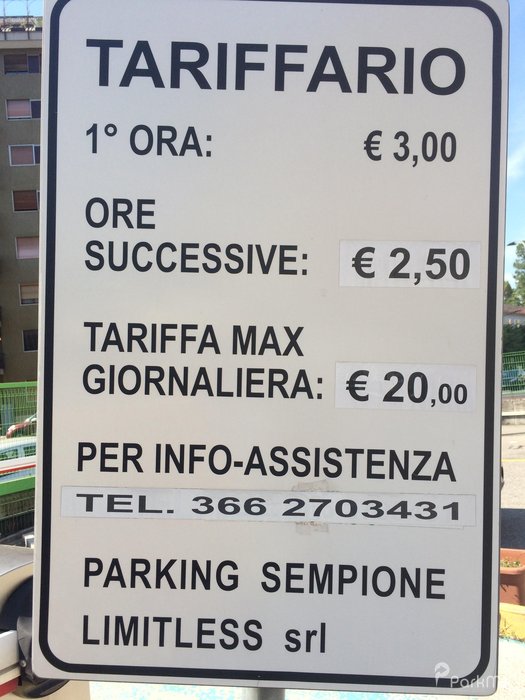 TARIFFARIO
1° ORA: € 3,00
ORE
SUCCESSIVE: € 2,50
TARIFFA MAX
GIORNALIERA: € 20,00
PER INFO-ASSISTENZA
TEL. 366 2703431
PARKING SEMPIONE
LIMITLESS srl